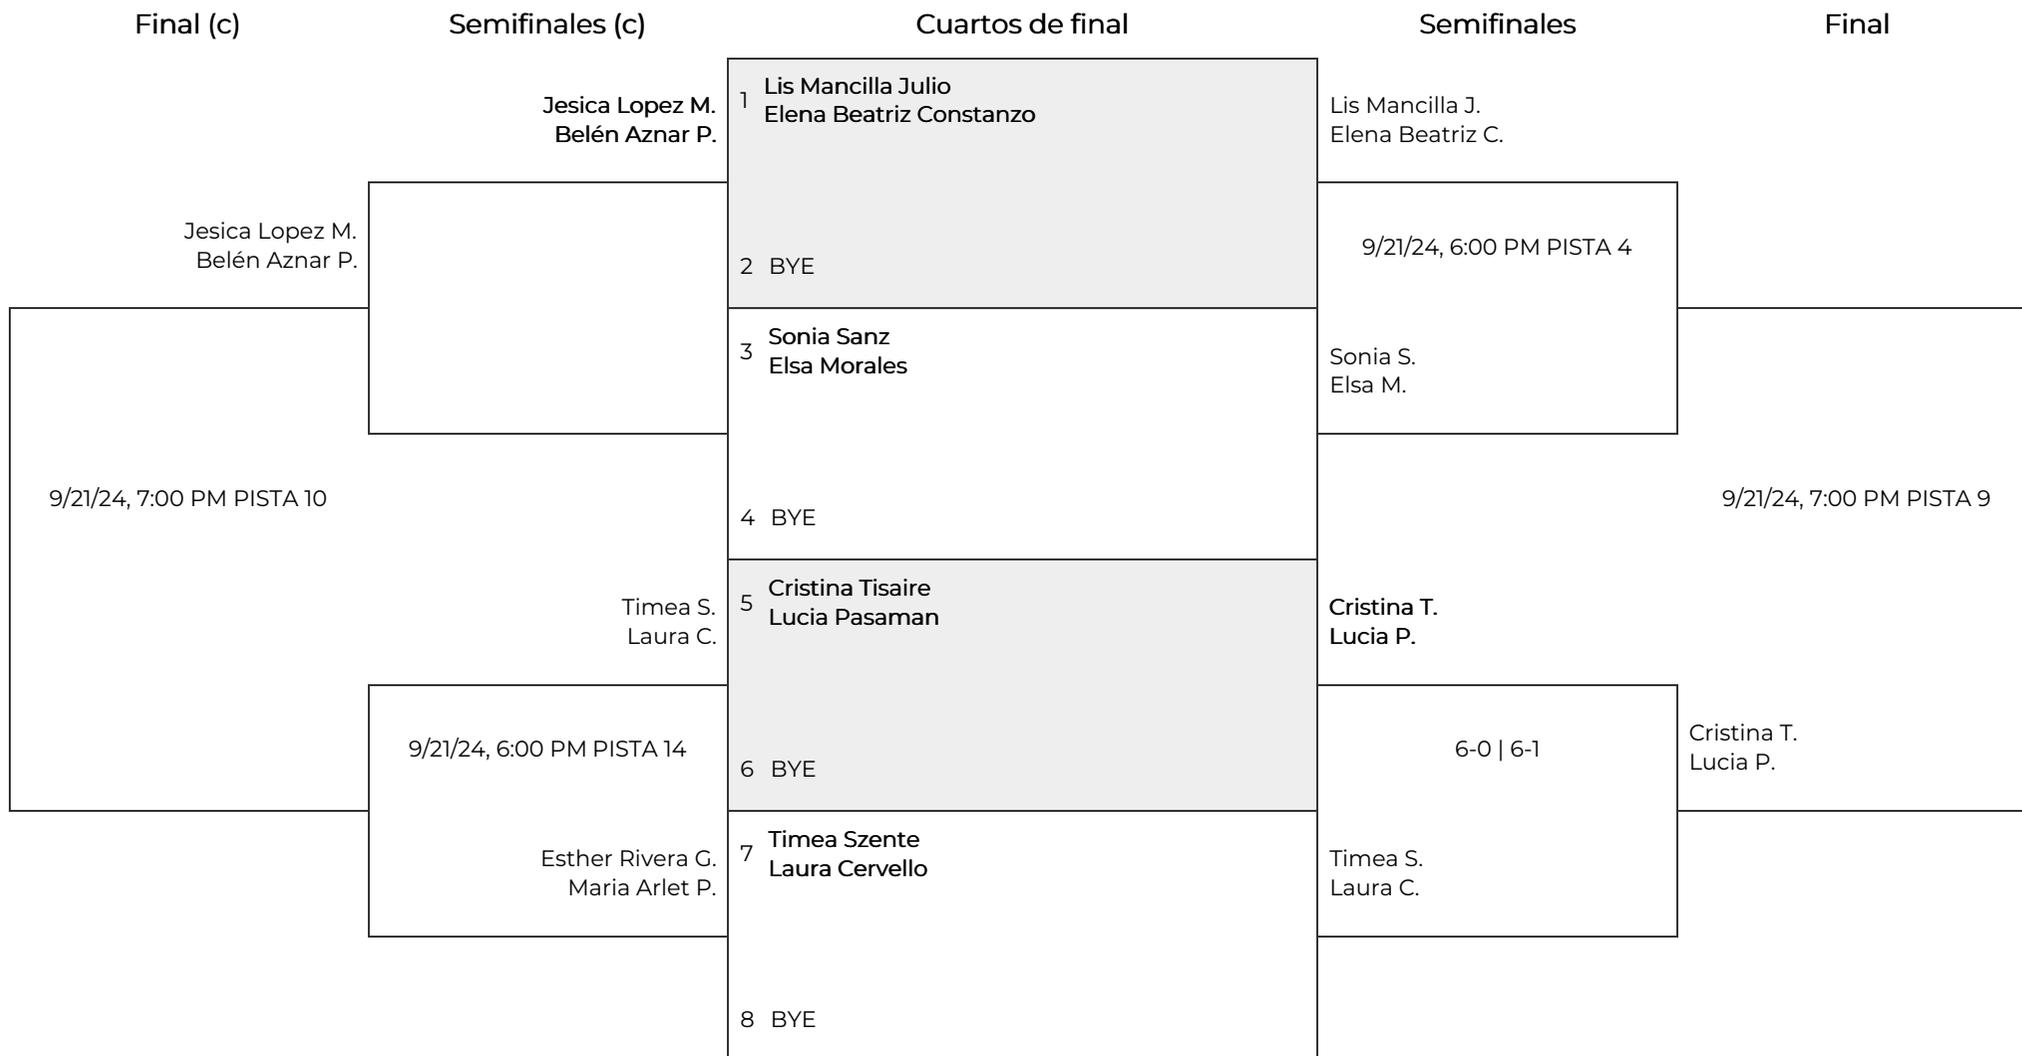 Final (c)
Semifinales (c)
Cuartos de final
Semifinales
Final
Jesica Lopez M.
Belén Aznar P.
Jesica Lopez M.
Belén Aznar P.
9/21/24, 7:00 PM PISTA 10
Timea S.
Laura C.
9/21/24, 6:00 PM PISTA 14
Esther Rivera G.
Maria Arlet P.
1 Lis Mancilla Julio
Elena Beatriz Constanzo
2 BYE
3 Sonia Sanz
Elsa Morales
4 BYE
5 Cristina Tisaire
Lucia Pasaman
6 BYE
7 Timea Szente
Laura Cervello
8 BYE
Lis Mancilla J.
Elena Beatriz C.
9/21/24, 6:00 PM PISTA 4
Sonia S.
Elsa M.
9/21/24, 7:00 PM PISTA 9
Cristina T.
Lucia P.
6-0 | 6-1
Cristina T.
Lucia P.
Timea S.
Laura C.